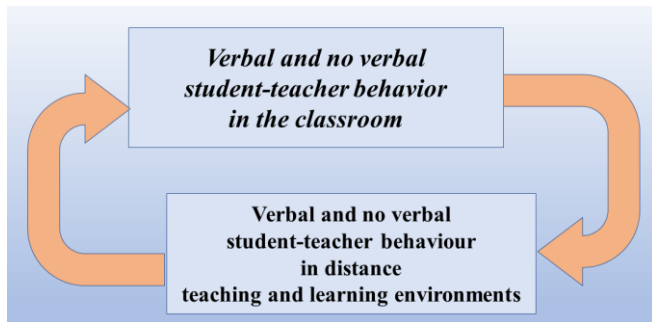 Verbal and no verbal
student-teacher behavior
in the classroom
Verbal and no verbal
student-teacher behaviour
in distance
teaching and learning environments